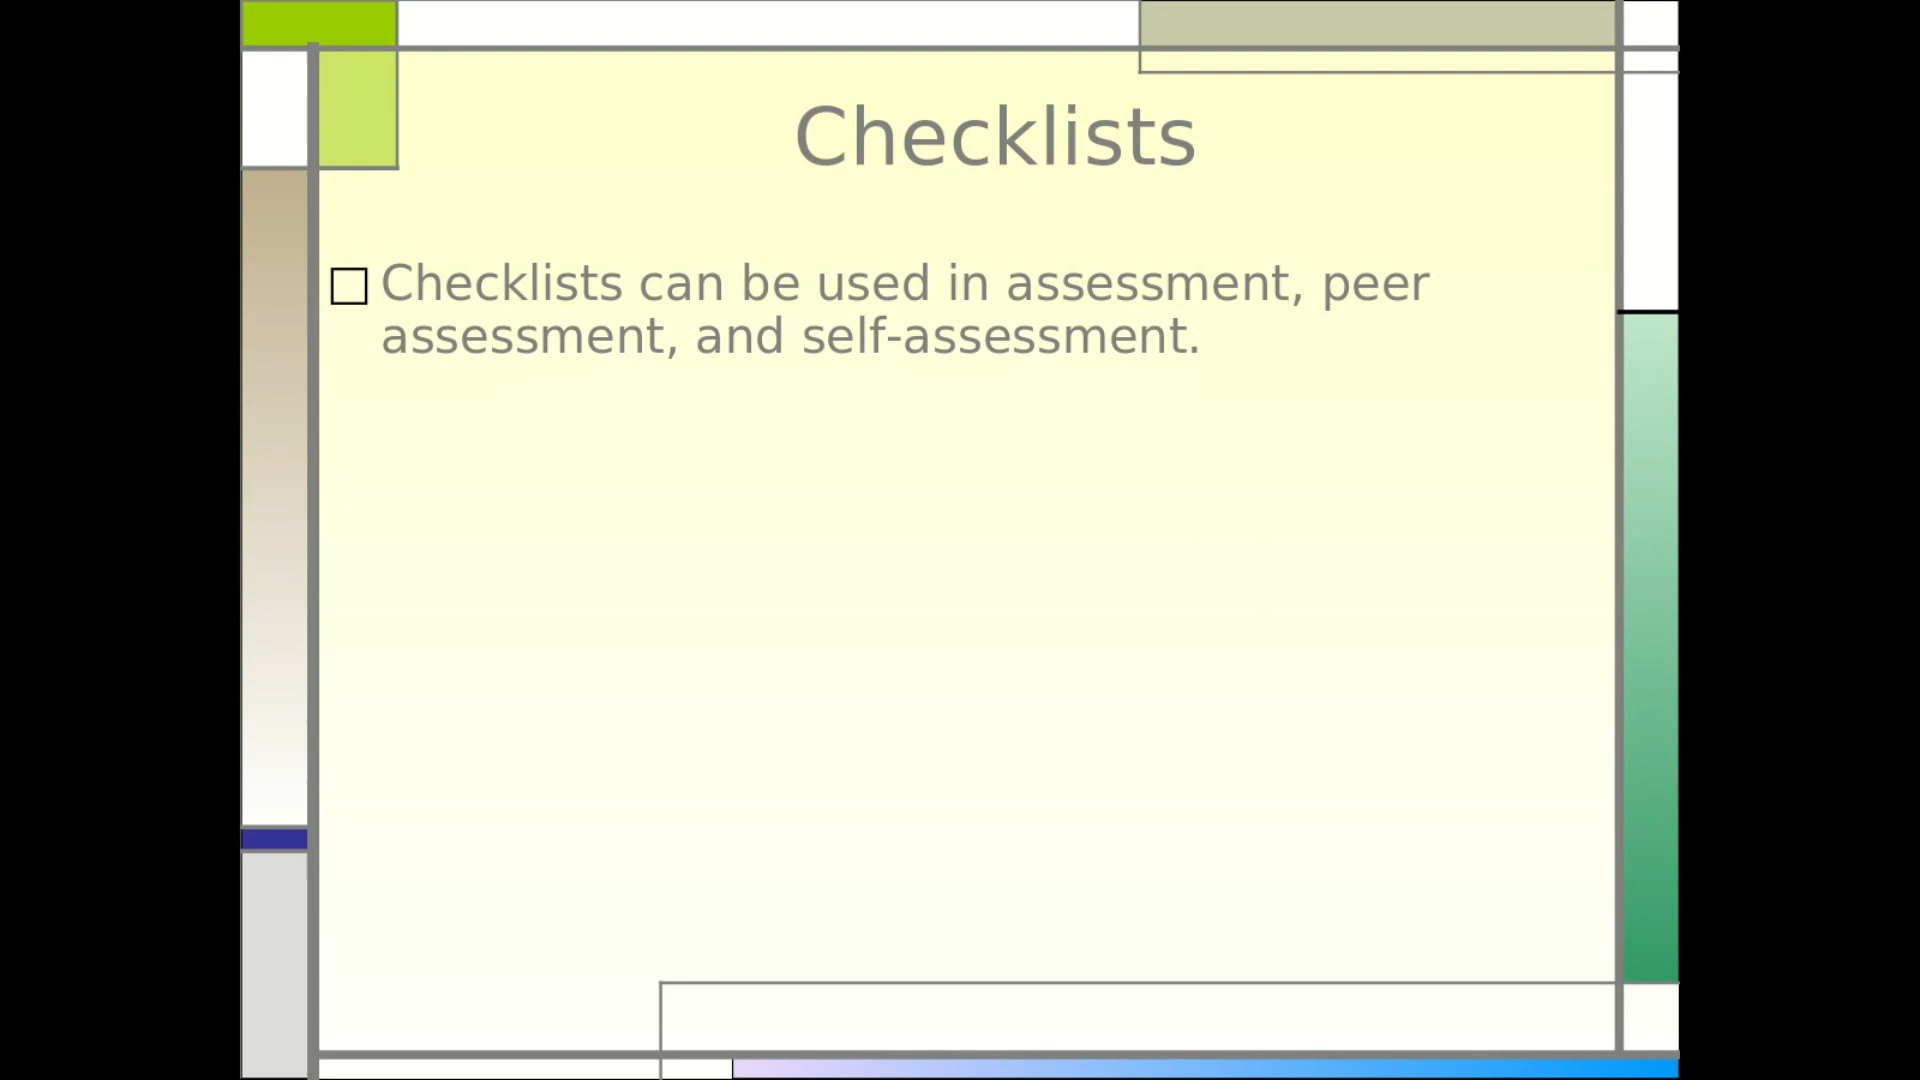 Checklists
Checklists can be used in assessment, peer
assessment, and self-assessment.